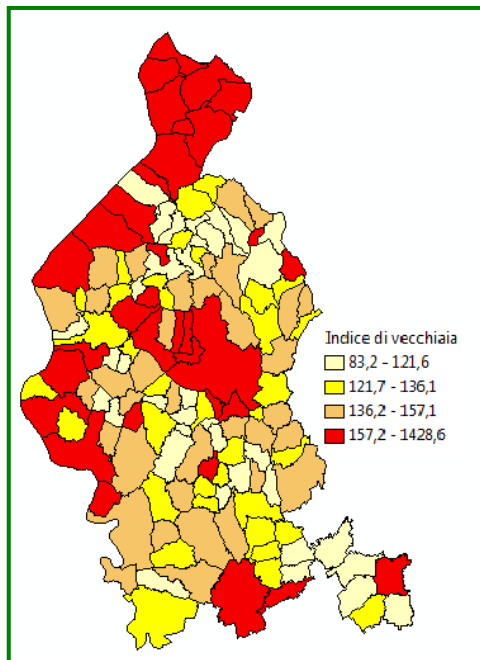 Indice di vecchiaia
83,2 - 121,6
121,7 - 136,1
136,2 - 157,1
157,2 - 1428,6